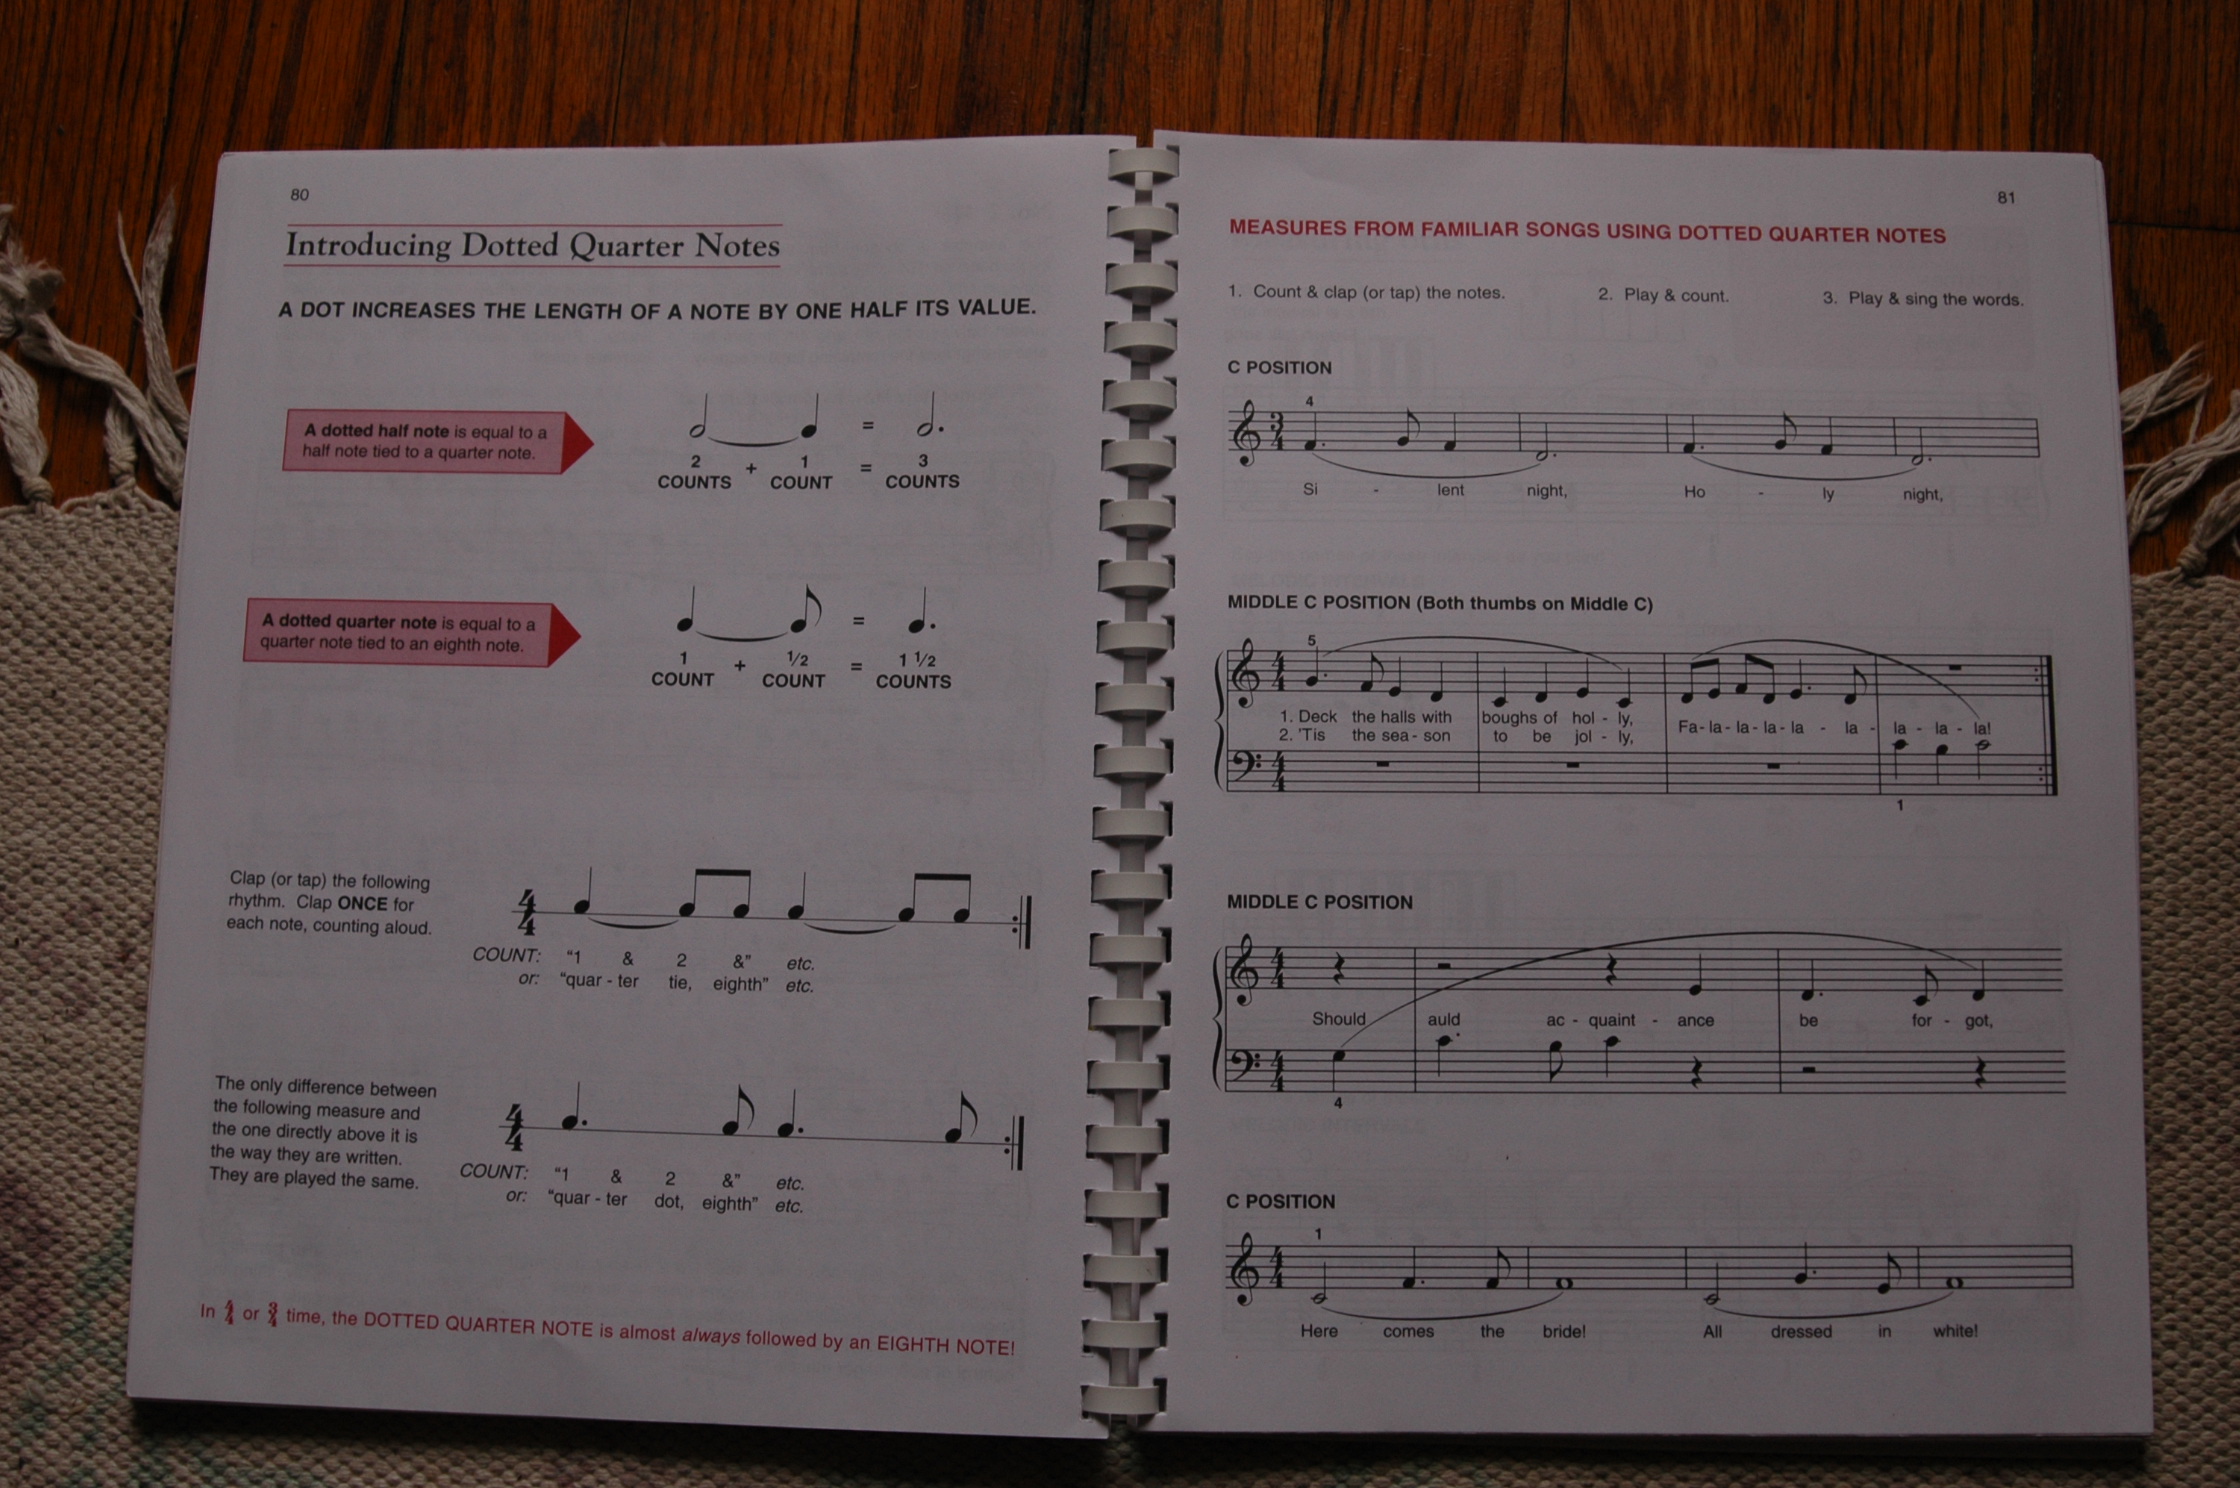 80
Introducing Dotted Quarter Notes
A DOT INCREASES THE LENGTH OF A NOTE BY ONE HALF ITS VALUE.
A dotted half note is equal to a
half note tied to a quarter note.
2 1 3
COUNTS + COUNT = COUNTS
A dotted quarter note is equal to a
quarter note tied to an eighth note.
1 1/2 1 1/2
COUNT + COUNT = COUNTS
Clap (or tap) the following
rhythm. Clap ONCE for
each note, counting aloud.
4
4
COUNT: "1 & 2 &" etc.
or: "quar - ter tie, eighth" etc.
The only difference between
the following measure and
the one directly above it is
the way they are written.
They are played the same.
4
4
COUNT: "1 & 2 &" etc.
or: "quar - ter dot, eighth" etc.
In 4/4 or 3/4 time, the DOTTED QUARTER NOTE is almost always followed by an EIGHTH NOTE!
81
MEASURES FROM FAMILIAR SONGS USING DOTTED QUARTER NOTES
1. Count & clap (or tap) the notes. 2. Play & count. 3. Play & sing the words.
C POSITION
4
3
4
Si - lent night, Ho - ly night,
MIDDLE C POSITION (Both thumbs on Middle C)
5
4
4
1. Deck the halls with boughs of hol - ly, Fa - la - la - la - la - la - la - la - la!
2. 'Tis the sea - son to be jol - ly,
4
4
1
MIDDLE C POSITION
4
4
Should auld ac - quaint - ance be for - got,
4
4
4
C POSITION
1
4
4
Here comes the bride! All dressed in white!